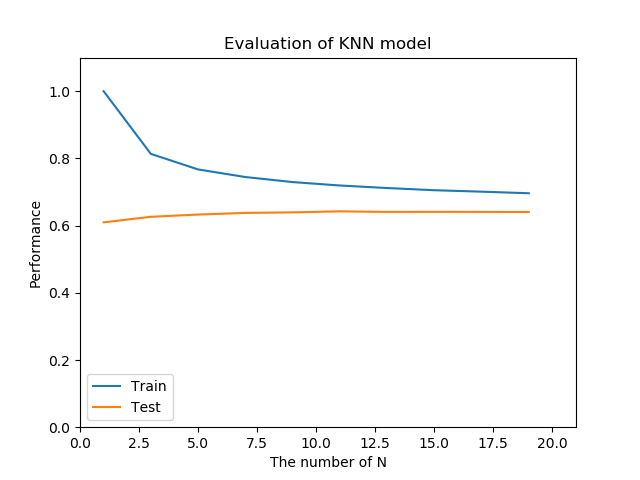 Evaluation of KNN model
1.0
0.8
0.6
0.4
0.2
0.0
Performance
Train
Test
0.0 2.5 5.0 7.5 10.0 12.5 15.0 17.5 20.0
The number of N